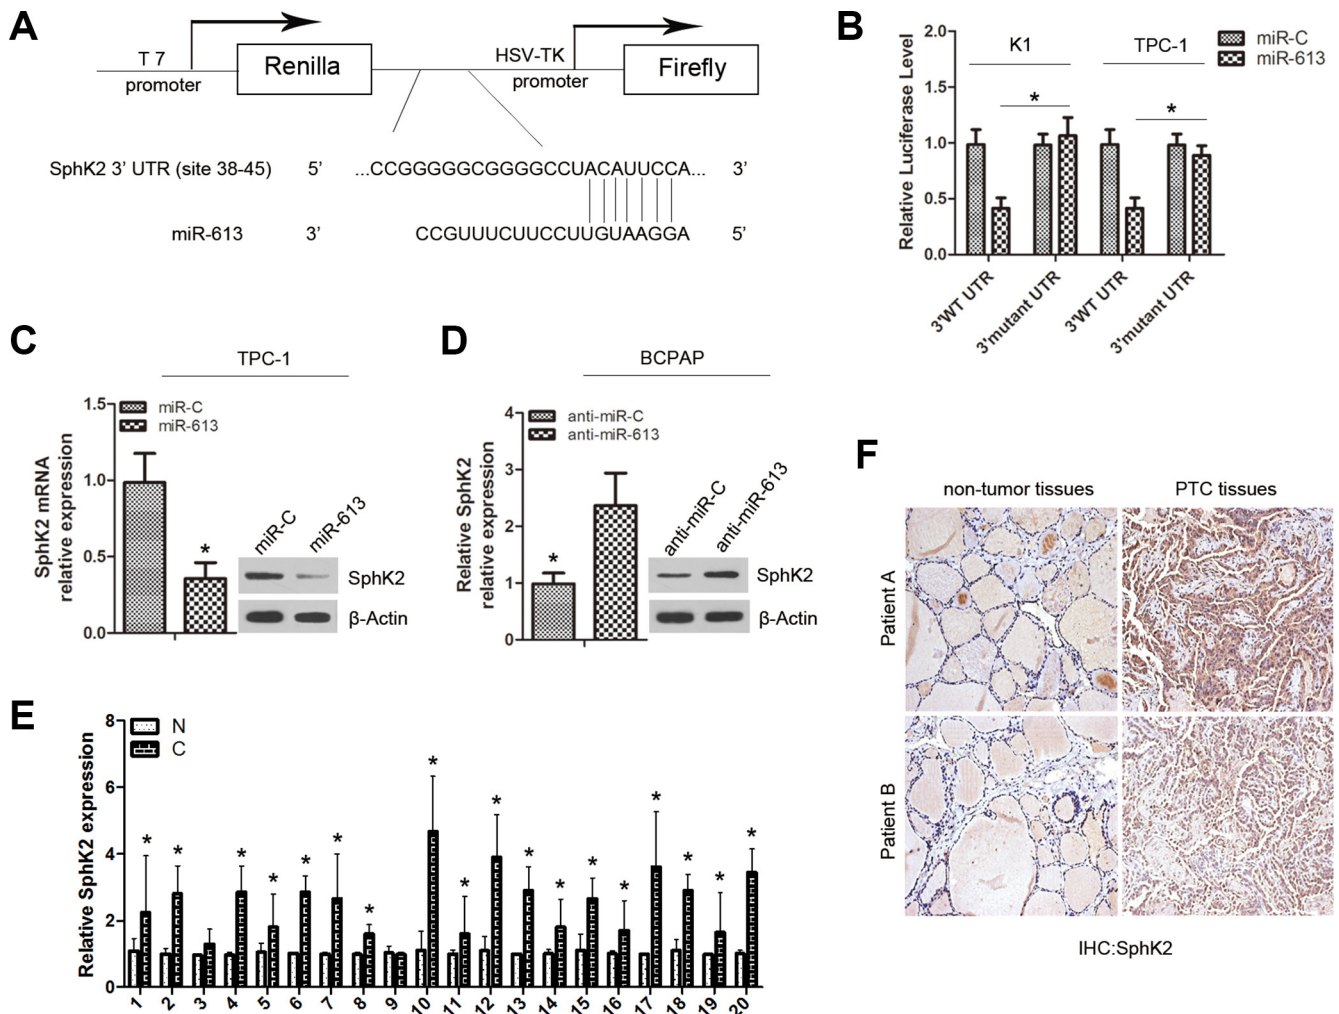 A
T 7
promoter
Renilla
HSV-TK
promoter
Firefly
SphK2 3’ UTR (site 38-45) 5’ ...CCGGGGGCGGGGCCUACAUUCCA... 3’
miR-613 3’ CCGUUUCUUCCUUGUAAGGA 5’
B
K1 TPC-1
miR-C
miR-613
*
*
Relative Luciferase Level
2.0
1.5
1.0
0.5
0.0
3'WT UTR
3'mutant UTR
3'WT UTR
3'mutant UTR
C
TPC-1
miR-C
miR-613
SphK2 mRNA
relative expression
1.5
1.0
0.5
0.0
*
miR-C
miR-613
SphK2
β-Actin
D
BCPAP
anti-miR-C
anti-miR-613
Relative SphK2
relative expression
4
3
2
1
0
*
anti-miR-C
anti-miR-613
SphK2
β-Actin
E
N
C
Relative SphK2 expression
8
6
4
2
0
* * * * * * * * * * * * * * * * * *
1 2 3 4 5 6 7 8 9 10 11 12 13 14 15 16 17 18 19 20
F
non-tumor tissues PTC tissues
Patient A
Patient B
IHC:SphK2